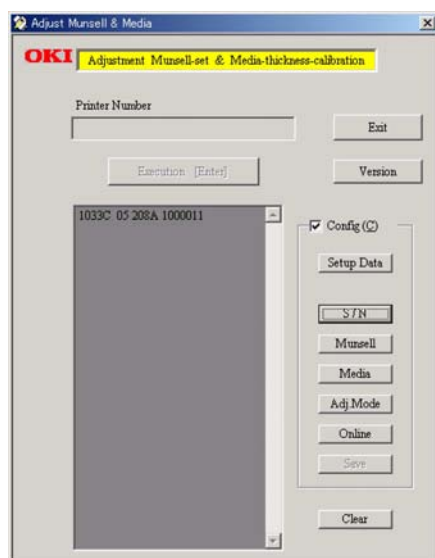 Adjust Munsell & Media
OKI
Adjustment Munsell-set & Media-thickness-calibration
Printer Number
Exit
Execution [Enter]
Version
1033C 05 208A 1000011
Config (C)
Setup Data
S/N
Munsell
Media
Adj.Mode
Online
Save
Clear